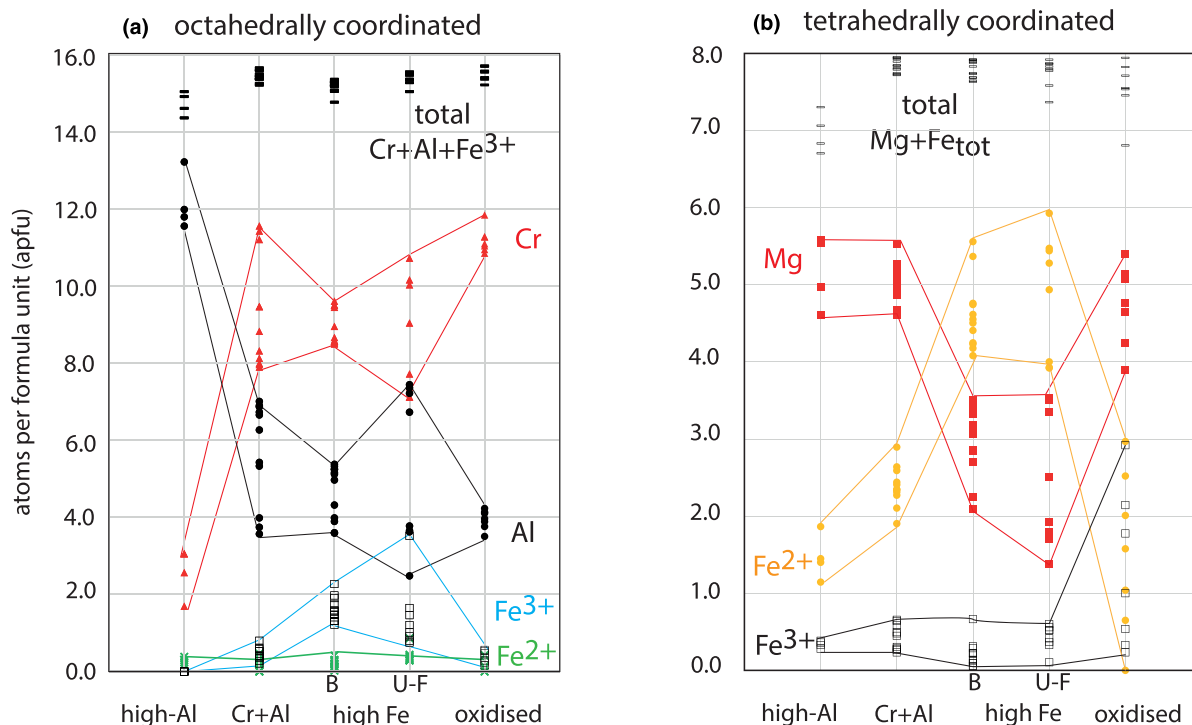 (a) octahedrally coordinated
16.0
14.0
12.0
10.0
8.0
6.0
4.0
2.0
0.0
atoms per formula unit (apfu)
total
Cr+Al+Fe3+
Cr
Al
Fe3+
Fe2+
B U-F
high-Al Cr+Al high Fe oxidised
(b) tetrahedrally coordinated
8.0
7.0
6.0
5.0
4.0
3.0
2.0
1.0
0.0
total
Mg+Fetot
Mg
Fe2+
Fe3+
B U-F
high-Al Cr+Al high Fe oxidised